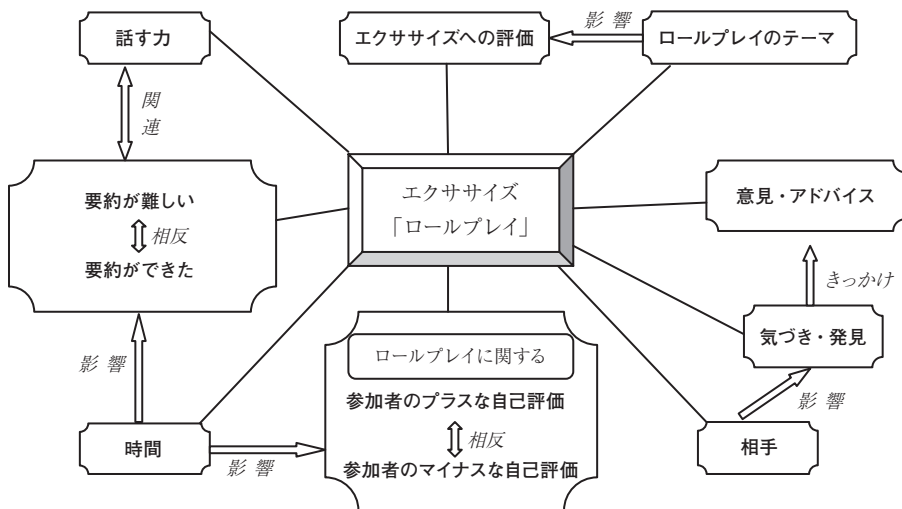 話す力
エクササイズへの評価
影響
ロールプレイのテーマ
関連
要約が難しい
相反
要約ができた
エクササイズ
「ロールプレイ」
意見・アドバイス
きっかけ
気づき・発見
影響
影響
ロールプレイに関する
参加者のプラスな自己評価
相反
参加者のマイナスな自己評価
時間
影響
相手